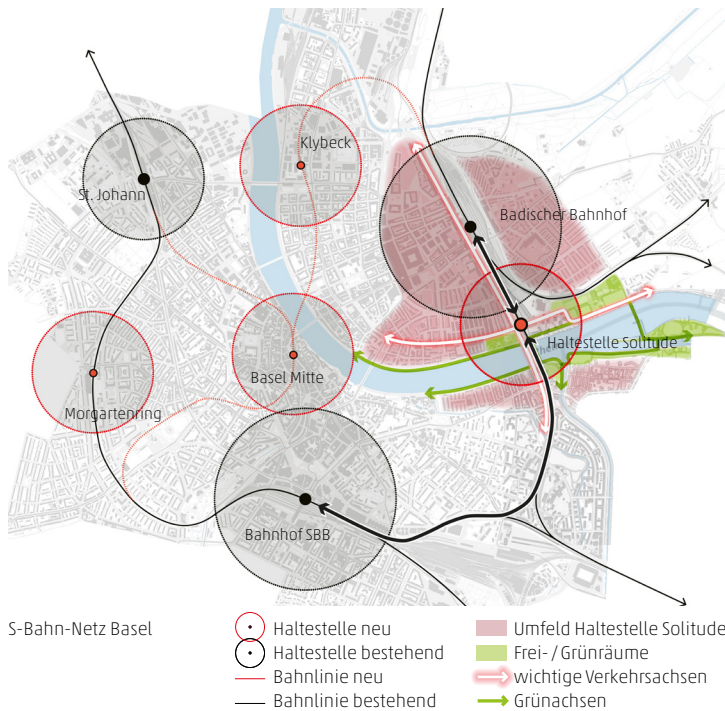 Klybeck
St. Johann
Badischer Bahnhof
Haltestelle Solitude
Basel Mitte
Morgartenring
Bahnhof SBB
S-Bahn-Netz Basel
Haltestelle neu
Haltestelle bestehend
Bahnlinie neu
Bahnlinie bestehend
Umfeld Haltestelle Solitude
Frei- / Grünräume
wichtige Verkehrsachsen
Grünachsen